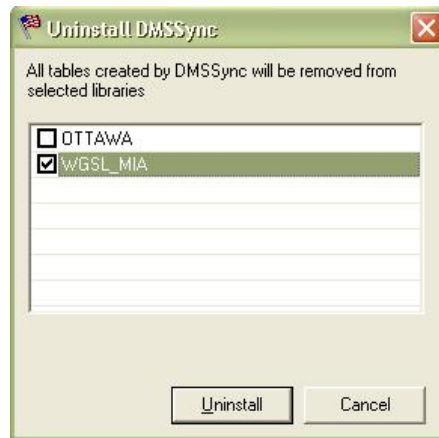 Uninstall DMSSync
All tables created by DMSSync will be removed from
selected libraries
OTTAWA
WGSL_MIA
Uninstall
Cancel